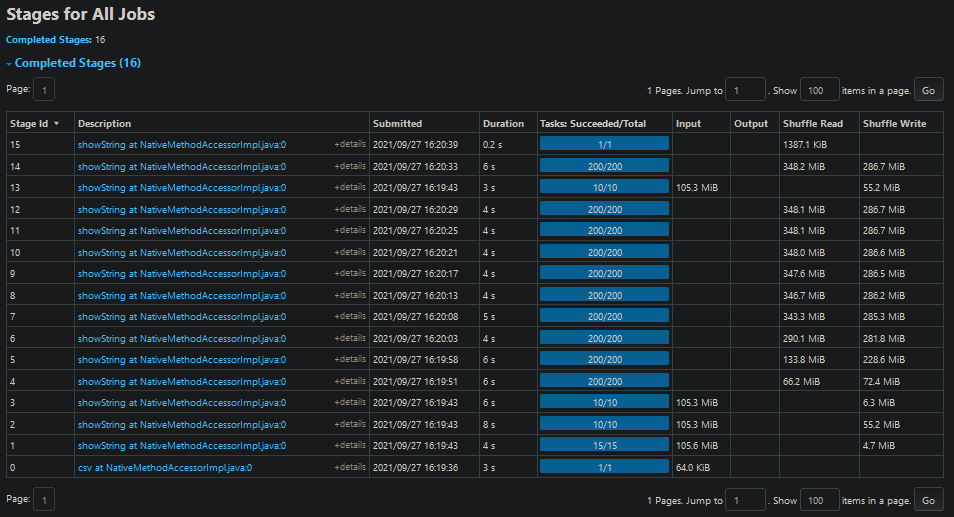 Stages for All Jobs
Completed Stages: 16
Completed Stages (16)
Page: 1 1 Pages. Jump to 1 . Show 100 items in a page. Go
Stage Id Description Submitted Duration Tasks: Succeeded/Total Input Output Shuffle Read Shuffle Write
15 showString at NativeMethodAccessorImpl.java:0 +details 2021/09/27 16:20:39 0.2 s 1/1 1387.1 KiB
14 showString at NativeMethodAccessorImpl.java:0 +details 2021/09/27 16:20:33 6 s 200/200 348.2 MiB 286.7 MiB
13 showString at NativeMethodAccessorImpl.java:0 +details 2021/09/27 16:19:43 3 s 10/10 105.3 MiB 55.2 MiB
12 showString at NativeMethodAccessorImpl.java:0 +details 2021/09/27 16:20:29 4 s 200/200 348.1 MiB 286.7 MiB
11 showString at NativeMethodAccessorImpl.java:0 +details 2021/09/27 16:20:25 4 s 200/200 348.1 MiB 286.7 MiB
10 showString at NativeMethodAccessorImpl.java:0 +details 2021/09/27 16:20:21 4 s 200/200 348.0 MiB 286.6 MiB
9 showString at NativeMethodAccessorImpl.java:0 +details 2021/09/27 16:20:17 4 s 200/200 347.6 MiB 286.5 MiB
8 showString at NativeMethodAccessorImpl.java:0 +details 2021/09/27 16:20:13 4 s 200/200 346.7 MiB 286.2 MiB
7 showString at NativeMethodAccessorImpl.java:0 +details 2021/09/27 16:20:08 5 s 200/200 343.3 MiB 285.3 MiB
6 showString at NativeMethodAccessorImpl.java:0 +details 2021/09/27 16:20:03 4 s 200/200 290.1 MiB 281.8 MiB
5 showString at NativeMethodAccessorImpl.java:0 +details 2021/09/27 16:19:58 6 s 200/200 133.8 MiB 228.6 MiB
4 showString at NativeMethodAccessorImpl.java:0 +details 2021/09/27 16:19:51 6 s 200/200 66.2 MiB 72.4 MiB
3 showString at NativeMethodAccessorImpl.java:0 +details 2021/09/27 16:19:43 6 s 10/10 105.3 MiB 6.3 MiB
2 showString at NativeMethodAccessorImpl.java:0 +details 2021/09/27 16:19:43 8 s 10/10 105.3 MiB 55.2 MiB
1 showString at NativeMethodAccessorImpl.java:0 +details 2021/09/27 16:19:43 4 s 15/15 105.6 MiB 4.7 MiB
0 csv at NativeMethodAccessorImpl.java:0 +details 2021/09/27 16:19:36 3 s 1/1 64.0 KiB
Page: 1 1 Pages. Jump to 1 . Show 100 items in a page. Go